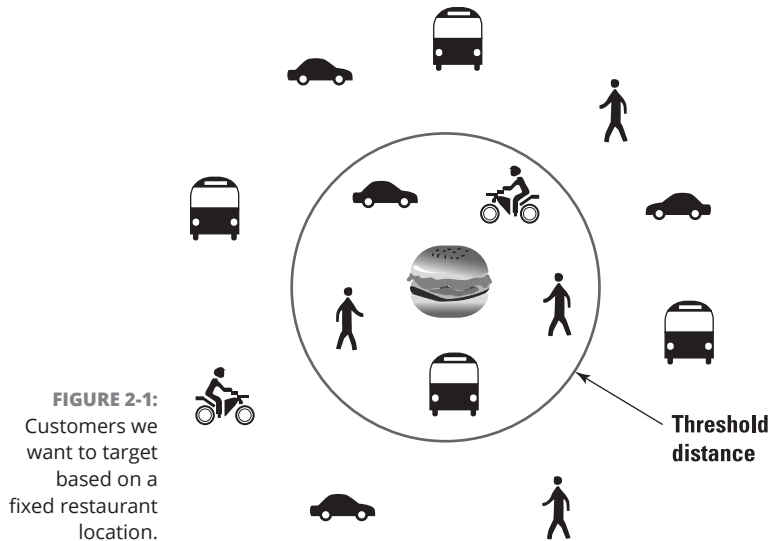 FIGURE 2-1:
Customers we
want to target
based on a
fixed restaurant
location.
Threshold
distance